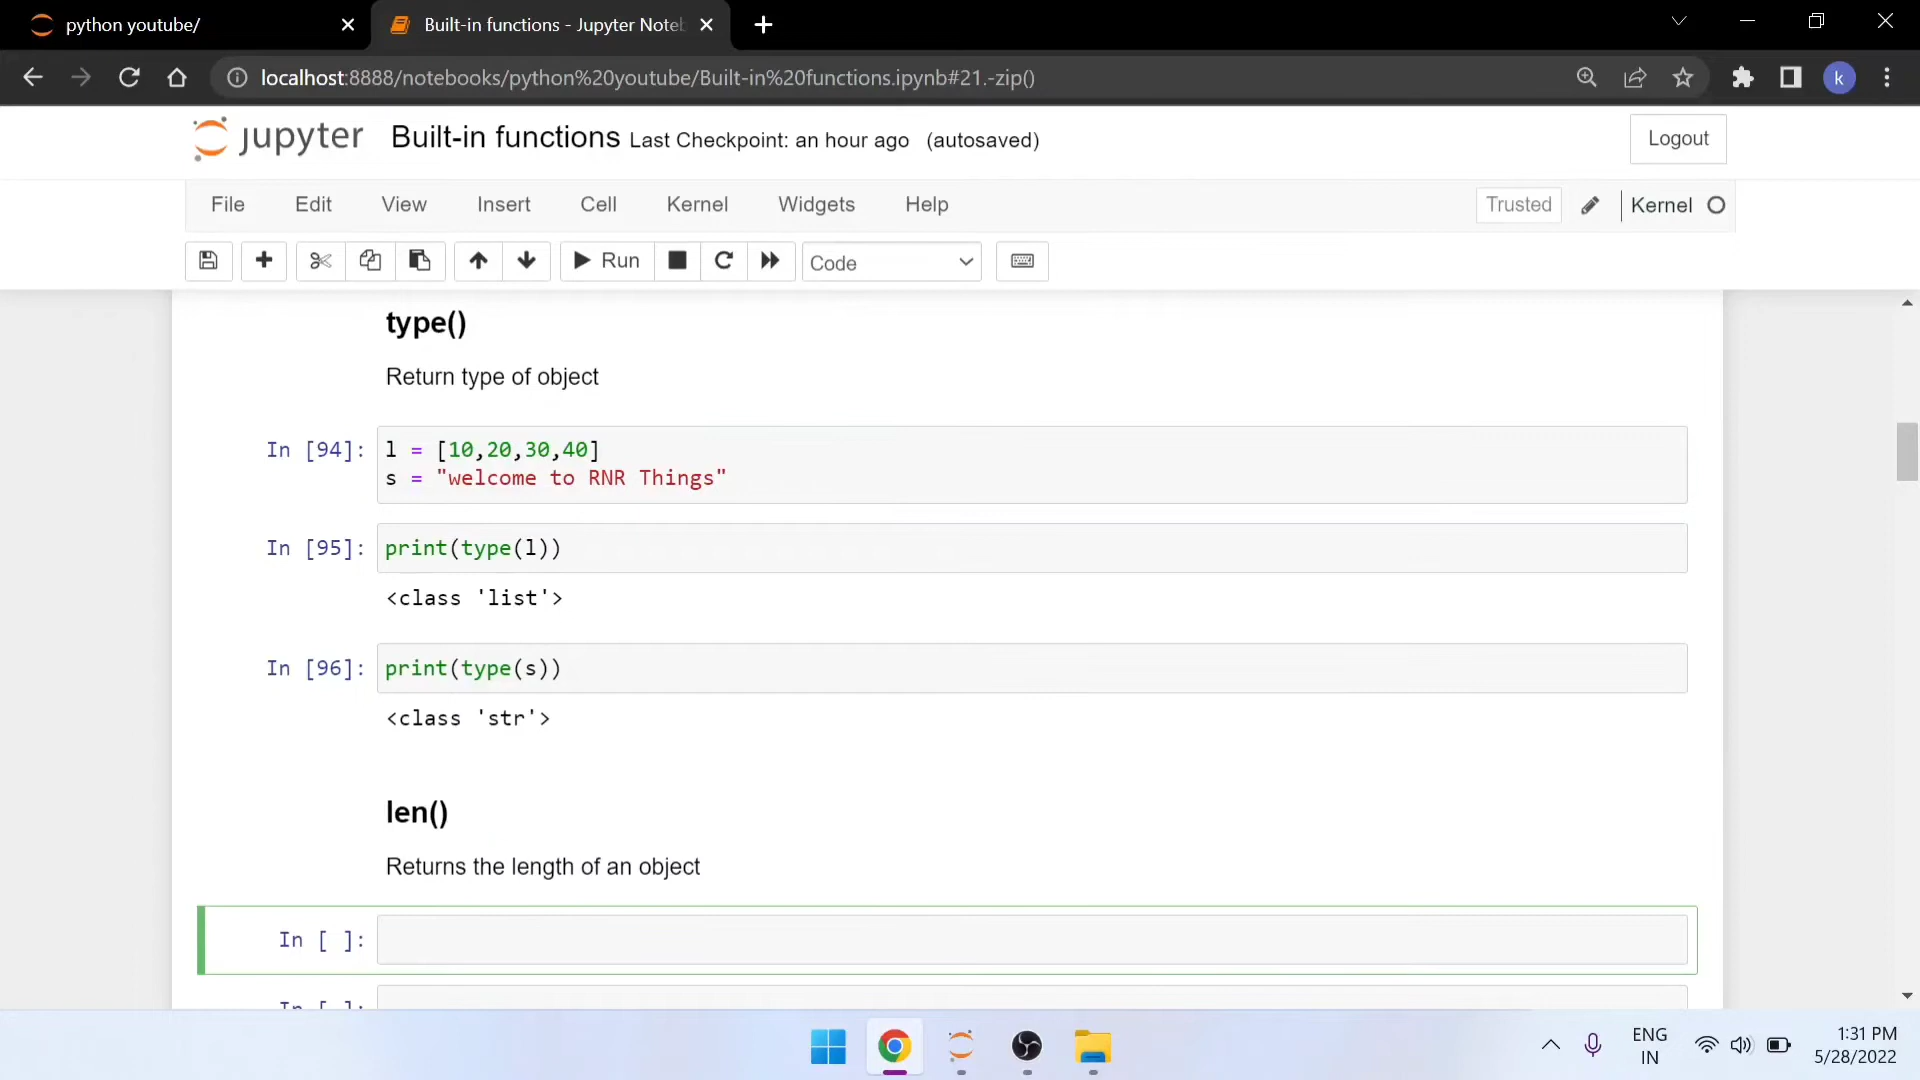 python youtube/
Built-in functions - Jupyter Noteb
localhost:8888/notebooks/python%20youtube/Built-in%20functions.ipynb#21.-zip()
k
jupyter Built-in functions Last Checkpoint: an hour ago (autosaved)
Logout
File Edit View Insert Cell Kernel Widgets Help
Trusted Kernel
Run Code
type()
Return type of object
In [94]: l = [10,20,30,40]
s = "welcome to RNR Things"
In [95]: print(type(l))
<class 'list'>
In [96]: print(type(s))
<class 'str'>
len()
Returns the length of an object
In [ ]:
In [ ]:
ENG
IN
1:31 PM
5/28/2022